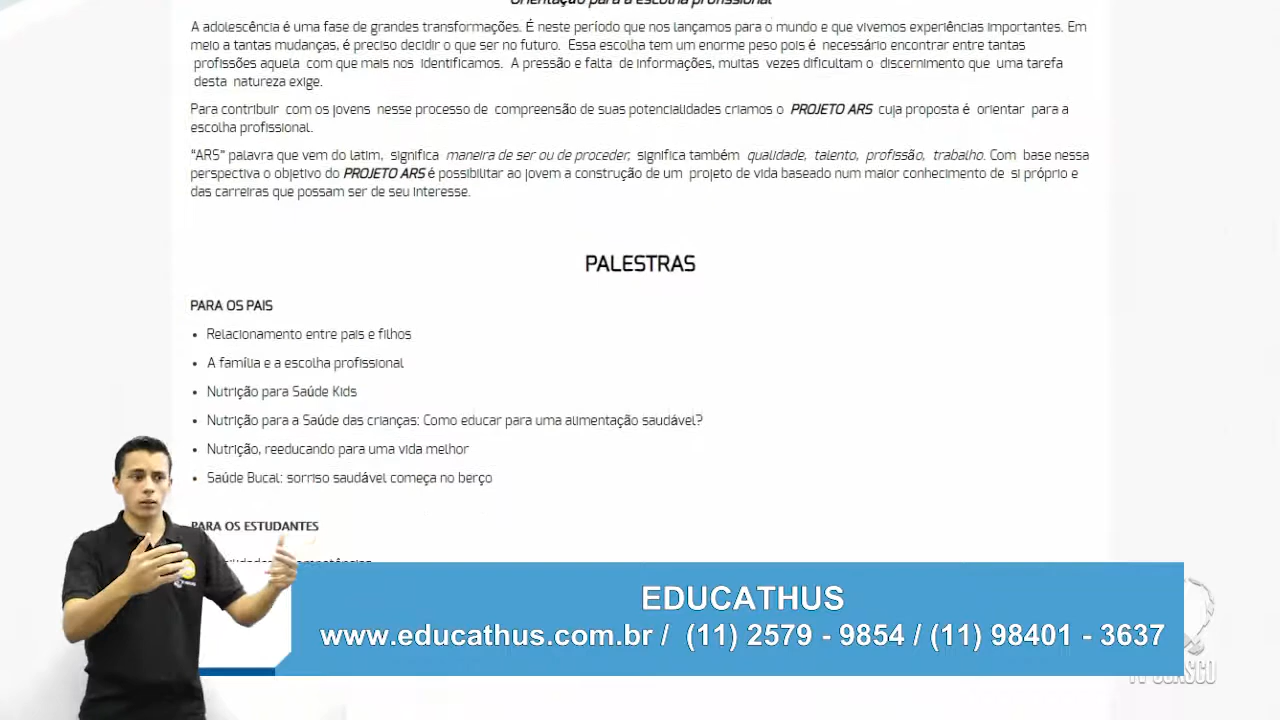 Orientação para a escolha profissional
A adolescência é uma fase de grandes transformações. É neste período que nos lançamos para o mundo e que vivemos experiências importantes. Em
meio a tantas mudanças, é preciso decidir o que ser no futuro. Essa escolha tem um enorme peso pois é necessário encontrar entre tantas
profissões aquela com que mais nos identificamos. A pressão e falta de informações, muitas vezes dificultam o discernimento que uma tarefa
desta natureza exige.
Para contribuir com os jovens nesse processo de compreensão de suas potencialidades criamos o PROJETO ARS cuja proposta é orientar para a
escolha profissional.
"ARS" palavra que vem do latim, significa maneira de ser ou de proceder, significa também qualidade, talento, profissão, trabalho. Com base nessa
perspectiva o objetivo do PROJETO ARS é possibilitar ao jovem a construção de um projeto de vida baseado num maior conhecimento de si próprio e
das carreiras que possam ser de seu interesse.
PALESTRAS
PARA OS PAIS
• Relacionamento entre pais e filhos
• A família e a escolha profissional
• Nutrição para Saúde Kids
• Nutrição para a Saúde das crianças: Como educar para uma alimentação saudável?
• Nutrição, reeducando para uma vida melhor
• Saúde Bucal: sorriso saudável começa no berço
PARA OS ESTUDANTES
EDUCATHUS
www.educathus.com.br / (11) 2579 - 9854 / (11) 98401 - 3637
TV OSASCO